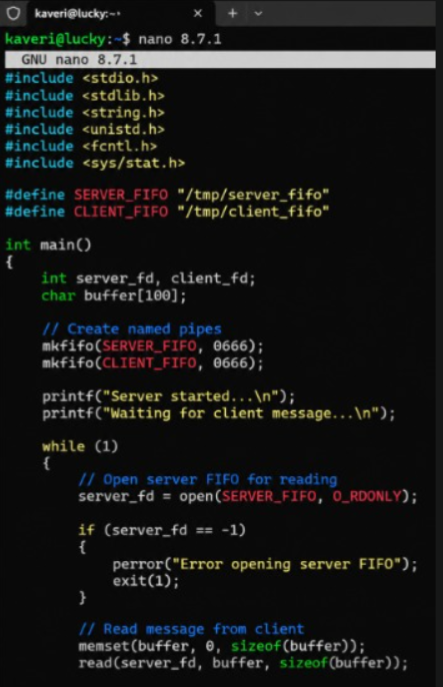 kaveri@lucky:~
kaveri@lucky:~$ nano 8.7.1
GNU nano 8.7.1
#include <stdio.h>
#include <stdlib.h>
#include <string.h>
#include <unistd.h>
#include <fcntl.h>
#include <sys/stat.h>
#define SERVER_FIFO "/tmp/server_fifo"
#define CLIENT_FIFO "/tmp/client_fifo"
int main()
{
    int server_fd, client_fd;
    char buffer[100];
    // Create named pipes
    mkfifo(SERVER_FIFO, 0666);
    mkfifo(CLIENT_FIFO, 0666);
    printf("Server started...\n");
    printf("Waiting for client message...\n");
    while (1)
    {
        // Open server FIFO for reading
        server_fd = open(SERVER_FIFO, O_RDONLY);
        if (server_fd == -1)
        {
            perror("Error opening server FIFO");
            exit(1);
        }
        // Read message from client
        memset(buffer, 0, sizeof(buffer));
        read(server_fd, buffer, sizeof(buffer));